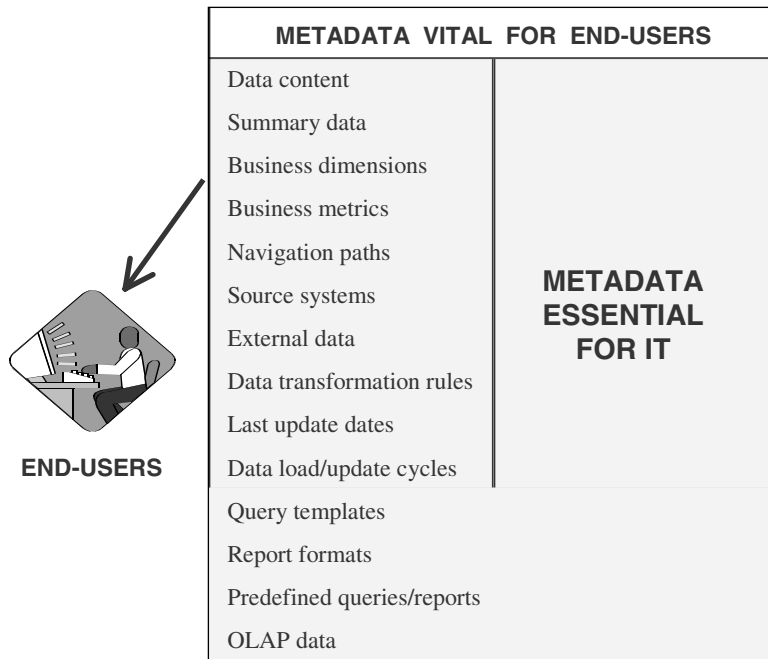 METADATA VITAL FOR END-USERS
Data content
Summary data
Business dimensions
Business metrics
Navigation paths
Source systems
External data
Data transformation rules
Last update dates
Data load/update cycles
Query templates
Report formats
Predefined queries/reports
OLAP data
METADATA
ESSENTIAL
FOR IT
END-USERS